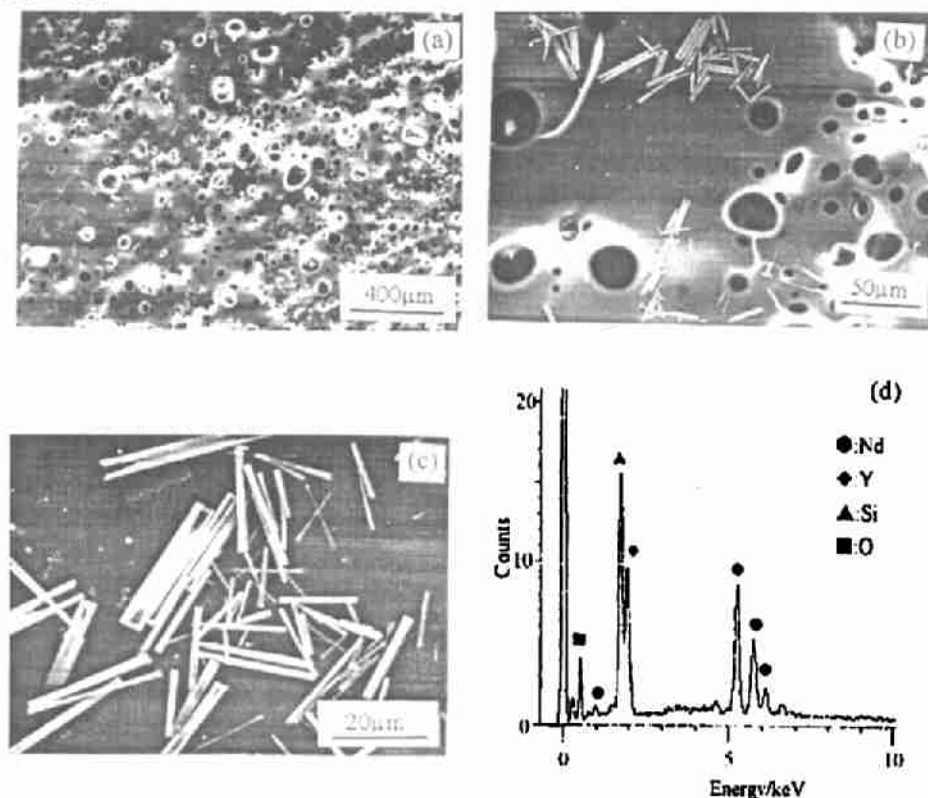 (a)
400μm
(b)
50μm
(c)
20μm
(d)
20
●:Nd
◆:Y
▲:Si
■:O
Counts
10
0
0 5 10
Energy/keV